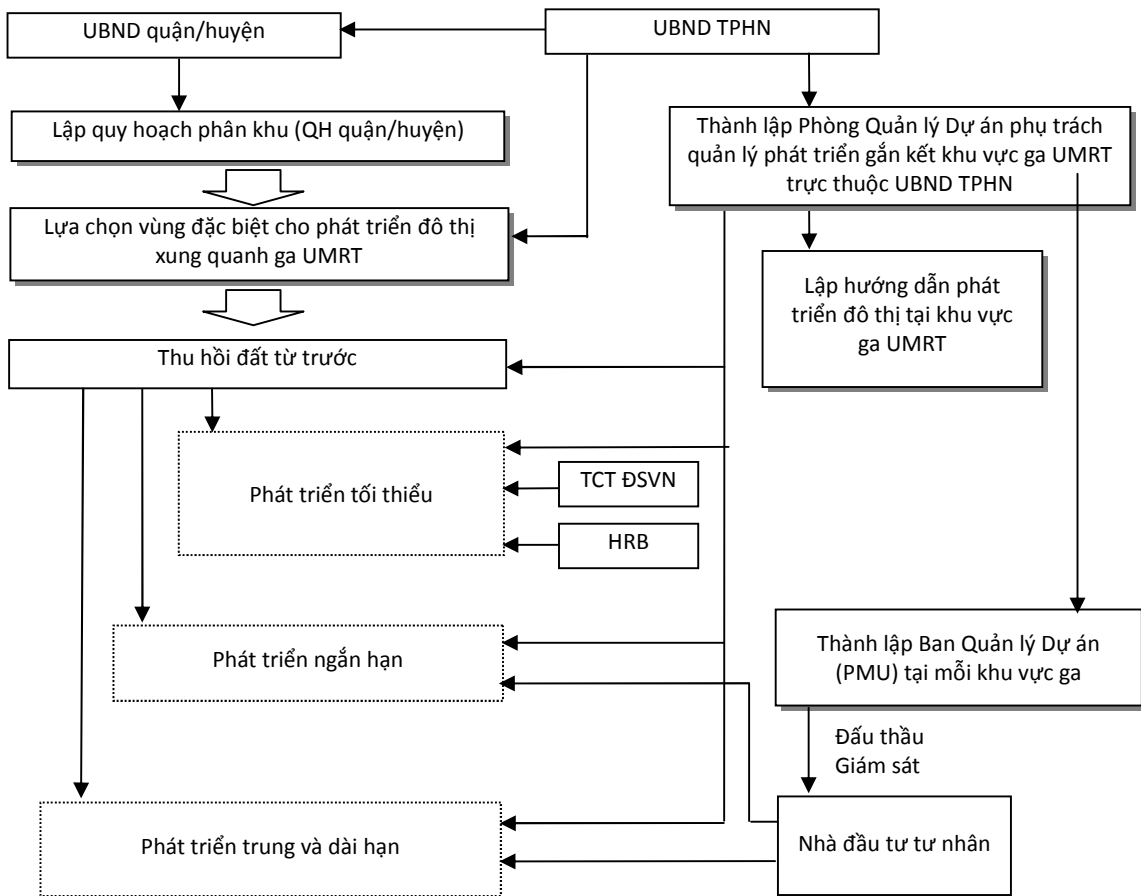 UBND quận/huyện
UBND TPHN
Lập quy hoạch phân khu (QH quận/huyện)
Thành lập Phòng Quản lý Dự án phụ trách
quản lý phát triển gắn kết khu vực ga UMRT
trực thuộc UBND TPHN
Lựa chọn vùng đặc biệt cho phát triển đô thị
xung quanh ga UMRT
Lập hướng dẫn phát
triển đô thị tại khu vực
ga UMRT
Thu hồi đất từ trước
Phát triển tối thiểu
TCT ĐSVN
HRB
Phát triển ngắn hạn
Thành lập Ban Quản lý Dự án
(PMU) tại mỗi khu vực ga
Đấu thầu
Giám sát
Phát triển trung và dài hạn
Nhà đầu tư tư nhân